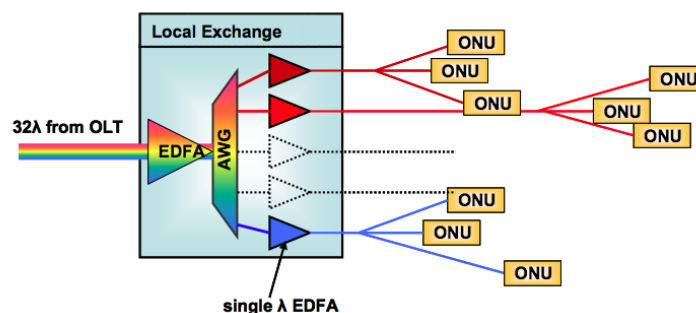 Local Exchange
ONU
ONU
ONU
ONU
ONU
ONU
32λ from OLT
EDFA
AWG
ONU
ONU
ONU
single λ EDFA